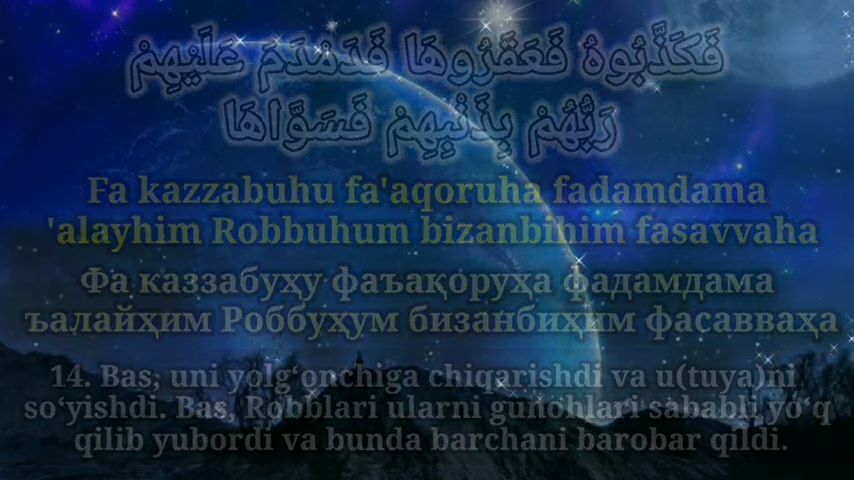 فَكَذَّبُوهُ فَعَقَرُوهَا فَدَمْدَمَ عَلَيْهِمْ
رَبُّهُمْ بِذَنْبِهِمْ فَسَوَّاهَا
Fa kazzabuhu fa'aqoruha fadamdama
'alayhim Robbuhum bizanbihim fasavvaha
Фа каззабуҳу фаъақоруҳа фадамдама
ъалайҳим Роббуҳум бизанбиҳим фасавваҳа
14. Bas, uni yolg‘onchiga chiqarishdi va u(tuya)ni
so‘yishdi. Bas, Robblari ularni gunohlari sababli yo‘q
qilib yubordi va bunda barchani barobar qildi.